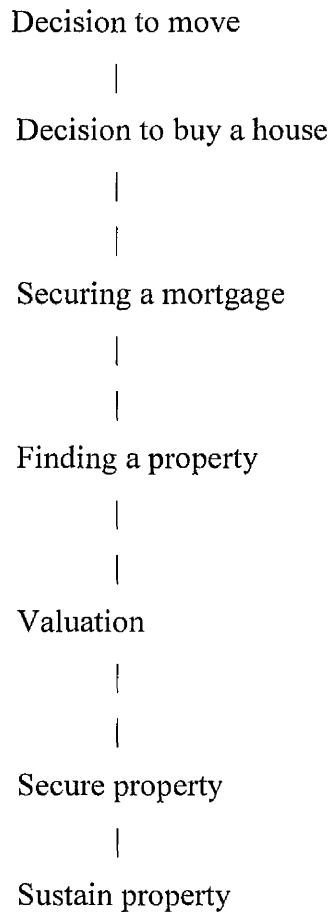 Decision to move
Decision to buy a house
Securing a mortgage
Finding a property
Valuation
Secure property
Sustain property